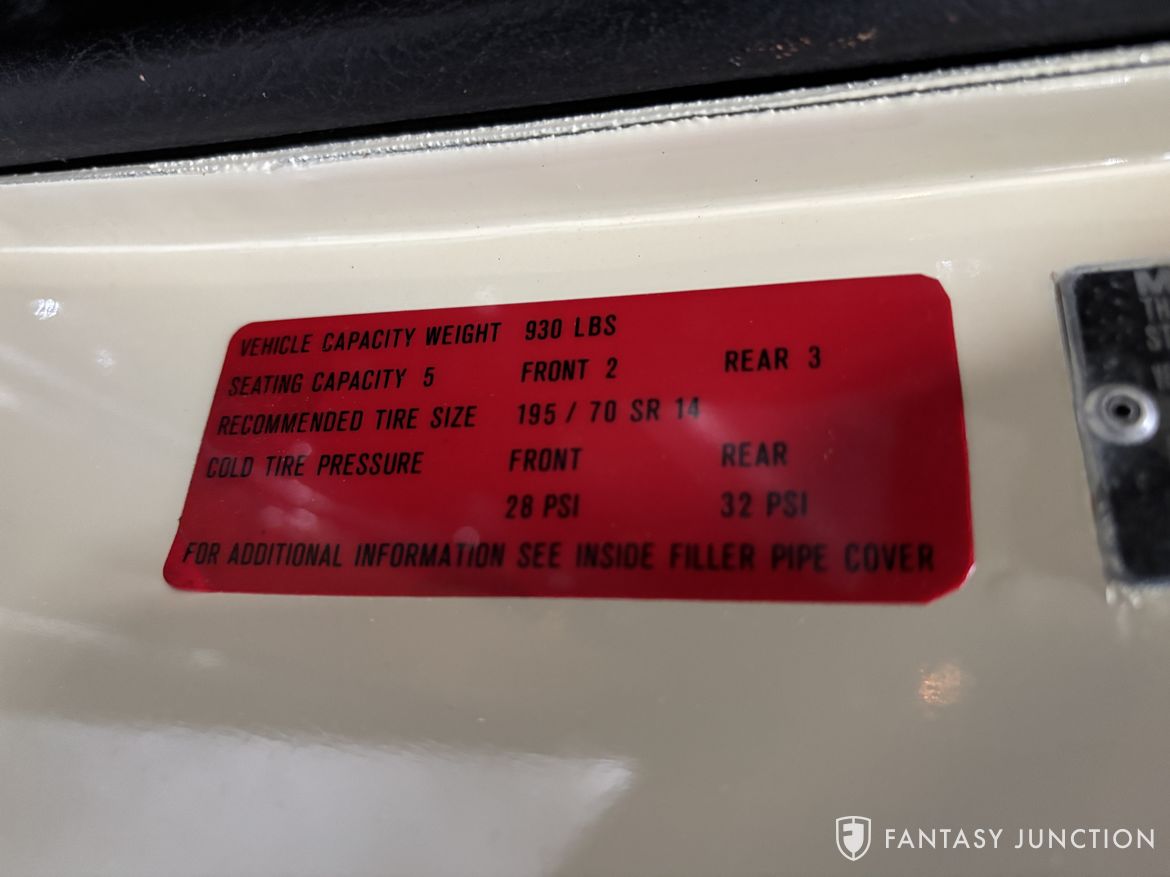 VEHICLE CAPACITY WEIGHT 930 LBS
SEATING CAPACITY 5 FRONT 2 REAR 3
RECOMMENDED TIRE SIZE 195 / 70 SR 14
COLD TIRE PRESSURE FRONT REAR
28 PSI 32 PSI
FOR ADDITIONAL INFORMATION SEE INSIDE FILLER PIPE COVER
FANTASY JUNCTION